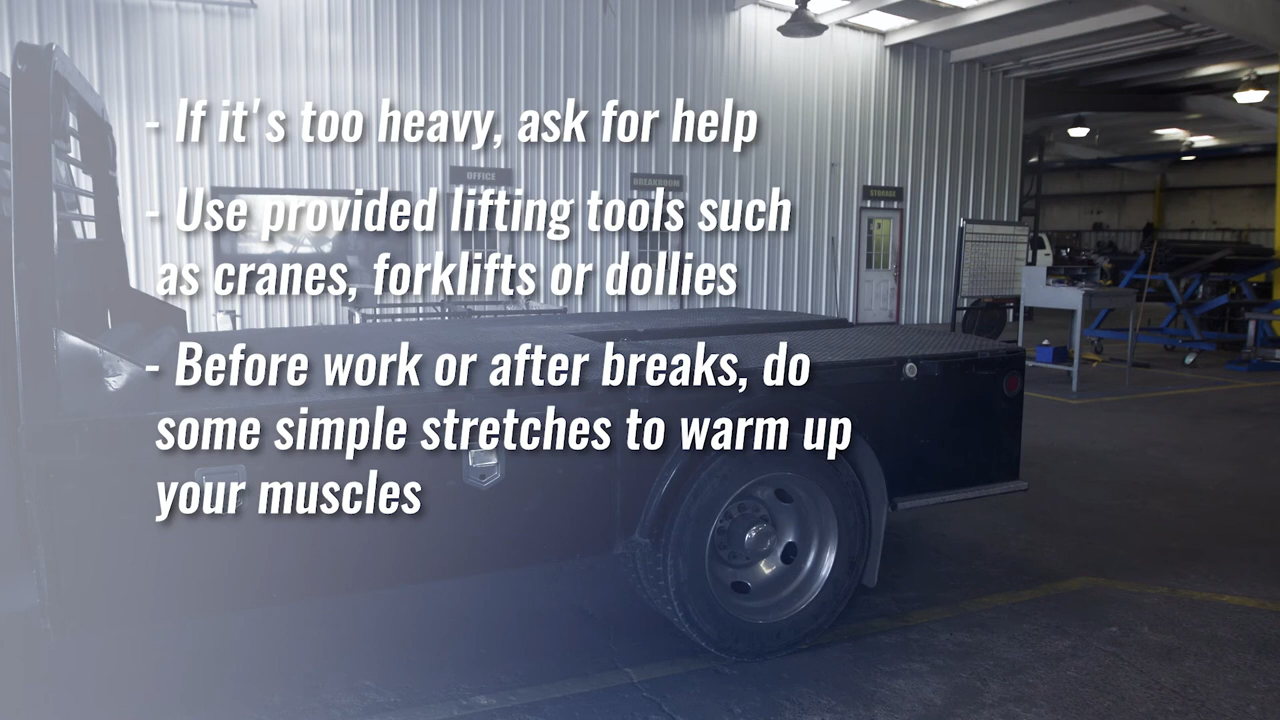 - If it's too heavy, ask for help
OFFICE
BREAKROOM
STORAGE
- Use provided lifting tools such
as cranes, forklifts or dollies
- Before work or after breaks, do
some simple stretches to warm up
your muscles